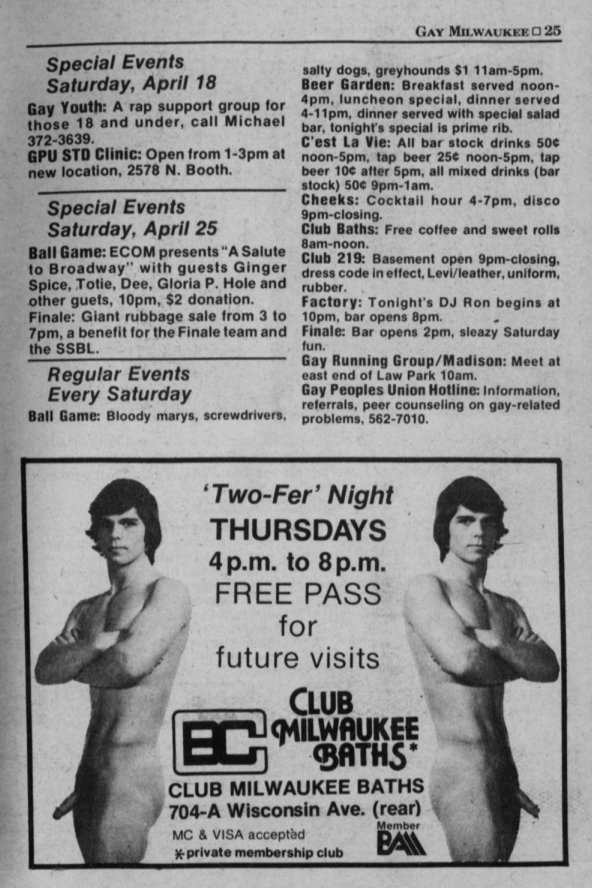 GAY MILWAUKEE □ 25
Special Events
Saturday, April 18
Gay Youth: A rap support group for
those 18 and under, call Michael
372-3639.
GPU STD Clinic: Open from 1-3pm at
new location, 2578 N. Booth.
Special Events
Saturday, April 25
Ball Game: ECOM presents "A Salute
to Broadway" with guests Ginger
Spice, Totie, Dee, Gloria P. Hole and
other guets, 10pm, $2 donation.
Finale: Giant rubbage sale from 3 to
7pm, a benefit for the Finale team and
the SSBL.
Regular Events
Every Saturday
Ball Game: Bloody marys, screwdrivers,
salty dogs, greyhounds $1 11am-5pm.
Beer Garden: Breakfast served noon-
4pm, luncheon special, dinner served
4-11pm, dinner served with special salad
bar, tonight's special is prime rib.
C'est La Vie: All bar stock drinks 50¢
noon-5pm, tap beer 25¢ noon-5pm, tap
beer 10¢ after 5pm, all mixed drinks (bar
stock) 50¢ 9pm-1am.
Cheeks: Cocktail hour 4-7pm, disco
9pm-closing.
Club Baths: Free coffee and sweet rolls
8am-noon.
Club 219: Basement open 9pm-closing,
dress code in effect, Levi/leather, uniform,
rubber.
Factory: Tonight's DJ Ron begins at
10pm, bar opens 8pm.
Finale: Bar opens 2pm, sleazy Saturday
fun.
Gay Running Group/Madison: Meet at
east end of Law Park 10am.
Gay Peoples Union Hotline: Information,
referrals, peer counseling on gay-related
problems, 562-7010.
'Two-Fer' Night
THURSDAYS
4 p.m. to 8 p.m.
FREE PASS
for
future visits
BC
CLUB
MILWAUKEE
BATHS*
CLUB MILWAUKEE BATHS
704-A Wisconsin Ave. (rear)
MC & VISA accepted
Member
*private membership club